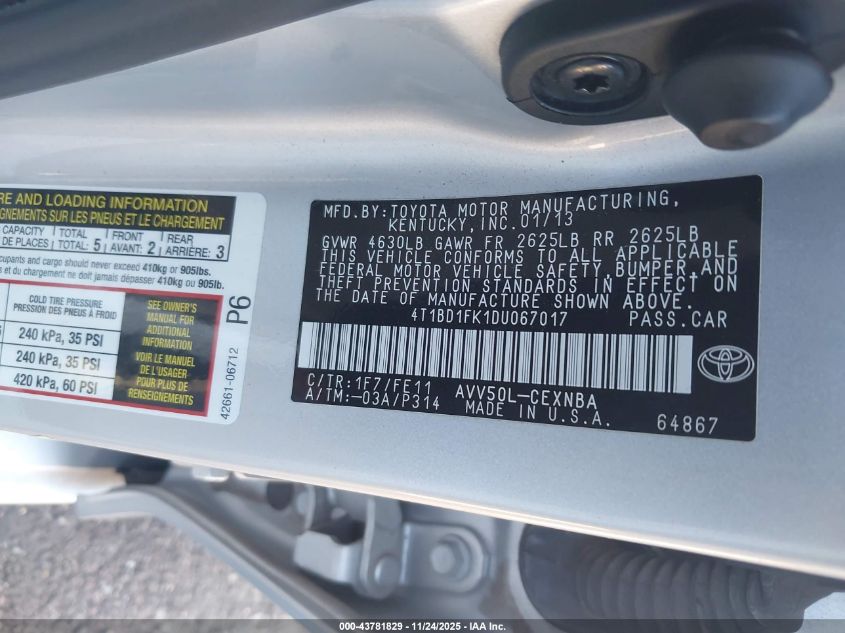 RE AND LOADING INFORMATION
GNEMENTS SUR LES PNEUS ET LE CHARGEMENT
CAPACITY TOTAL FRONT REAR
DE PLACES TOTAL: 5 AVANT: 2 ARRIÈRE: 3
cupants and cargo should never exceed 410kg or 905lbs.
et du chargement ne doit jamais dépasser 410kg ou 905lb.
COLD TIRE PRESSURE
PRESSION DES PNEUS À FROID
240 kPa, 35 PSI
240 kPa, 35 PSI
420 kPa, 60 PSI
SEE OWNER'S
MANUAL FOR
ADDITIONAL
INFORMATION
VOIR LE MANUEL
DE L'USAGER
POUR PLUS DE
RENSEIGNEMENTS
P6
42661-06712
MFD.BY:TOYOTA MOTOR MANUFACTURING,
KENTUCKY, INC.01/13
GVWR 4630LB GAWR FR 2625LB RR 2625LB
THIS VEHICLE CONFORMS TO ALL APPLICABLE
FEDERAL MOTOR VEHICLE SAFETY, BUMPER, AND
THEFT PREVENTION STANDARDS IN EFFECT ON
THE DATE OF MANUFACTURE SHOWN ABOVE.
4T1BD1FK1DU067017 PASS.CAR
C/TR:1F7/FE11 AVV50L-CEXNBA
A/TM:-03A/P314 MADE IN U.S.A.
64867
000-43781829 - 11/24/2025 - IAA Inc.